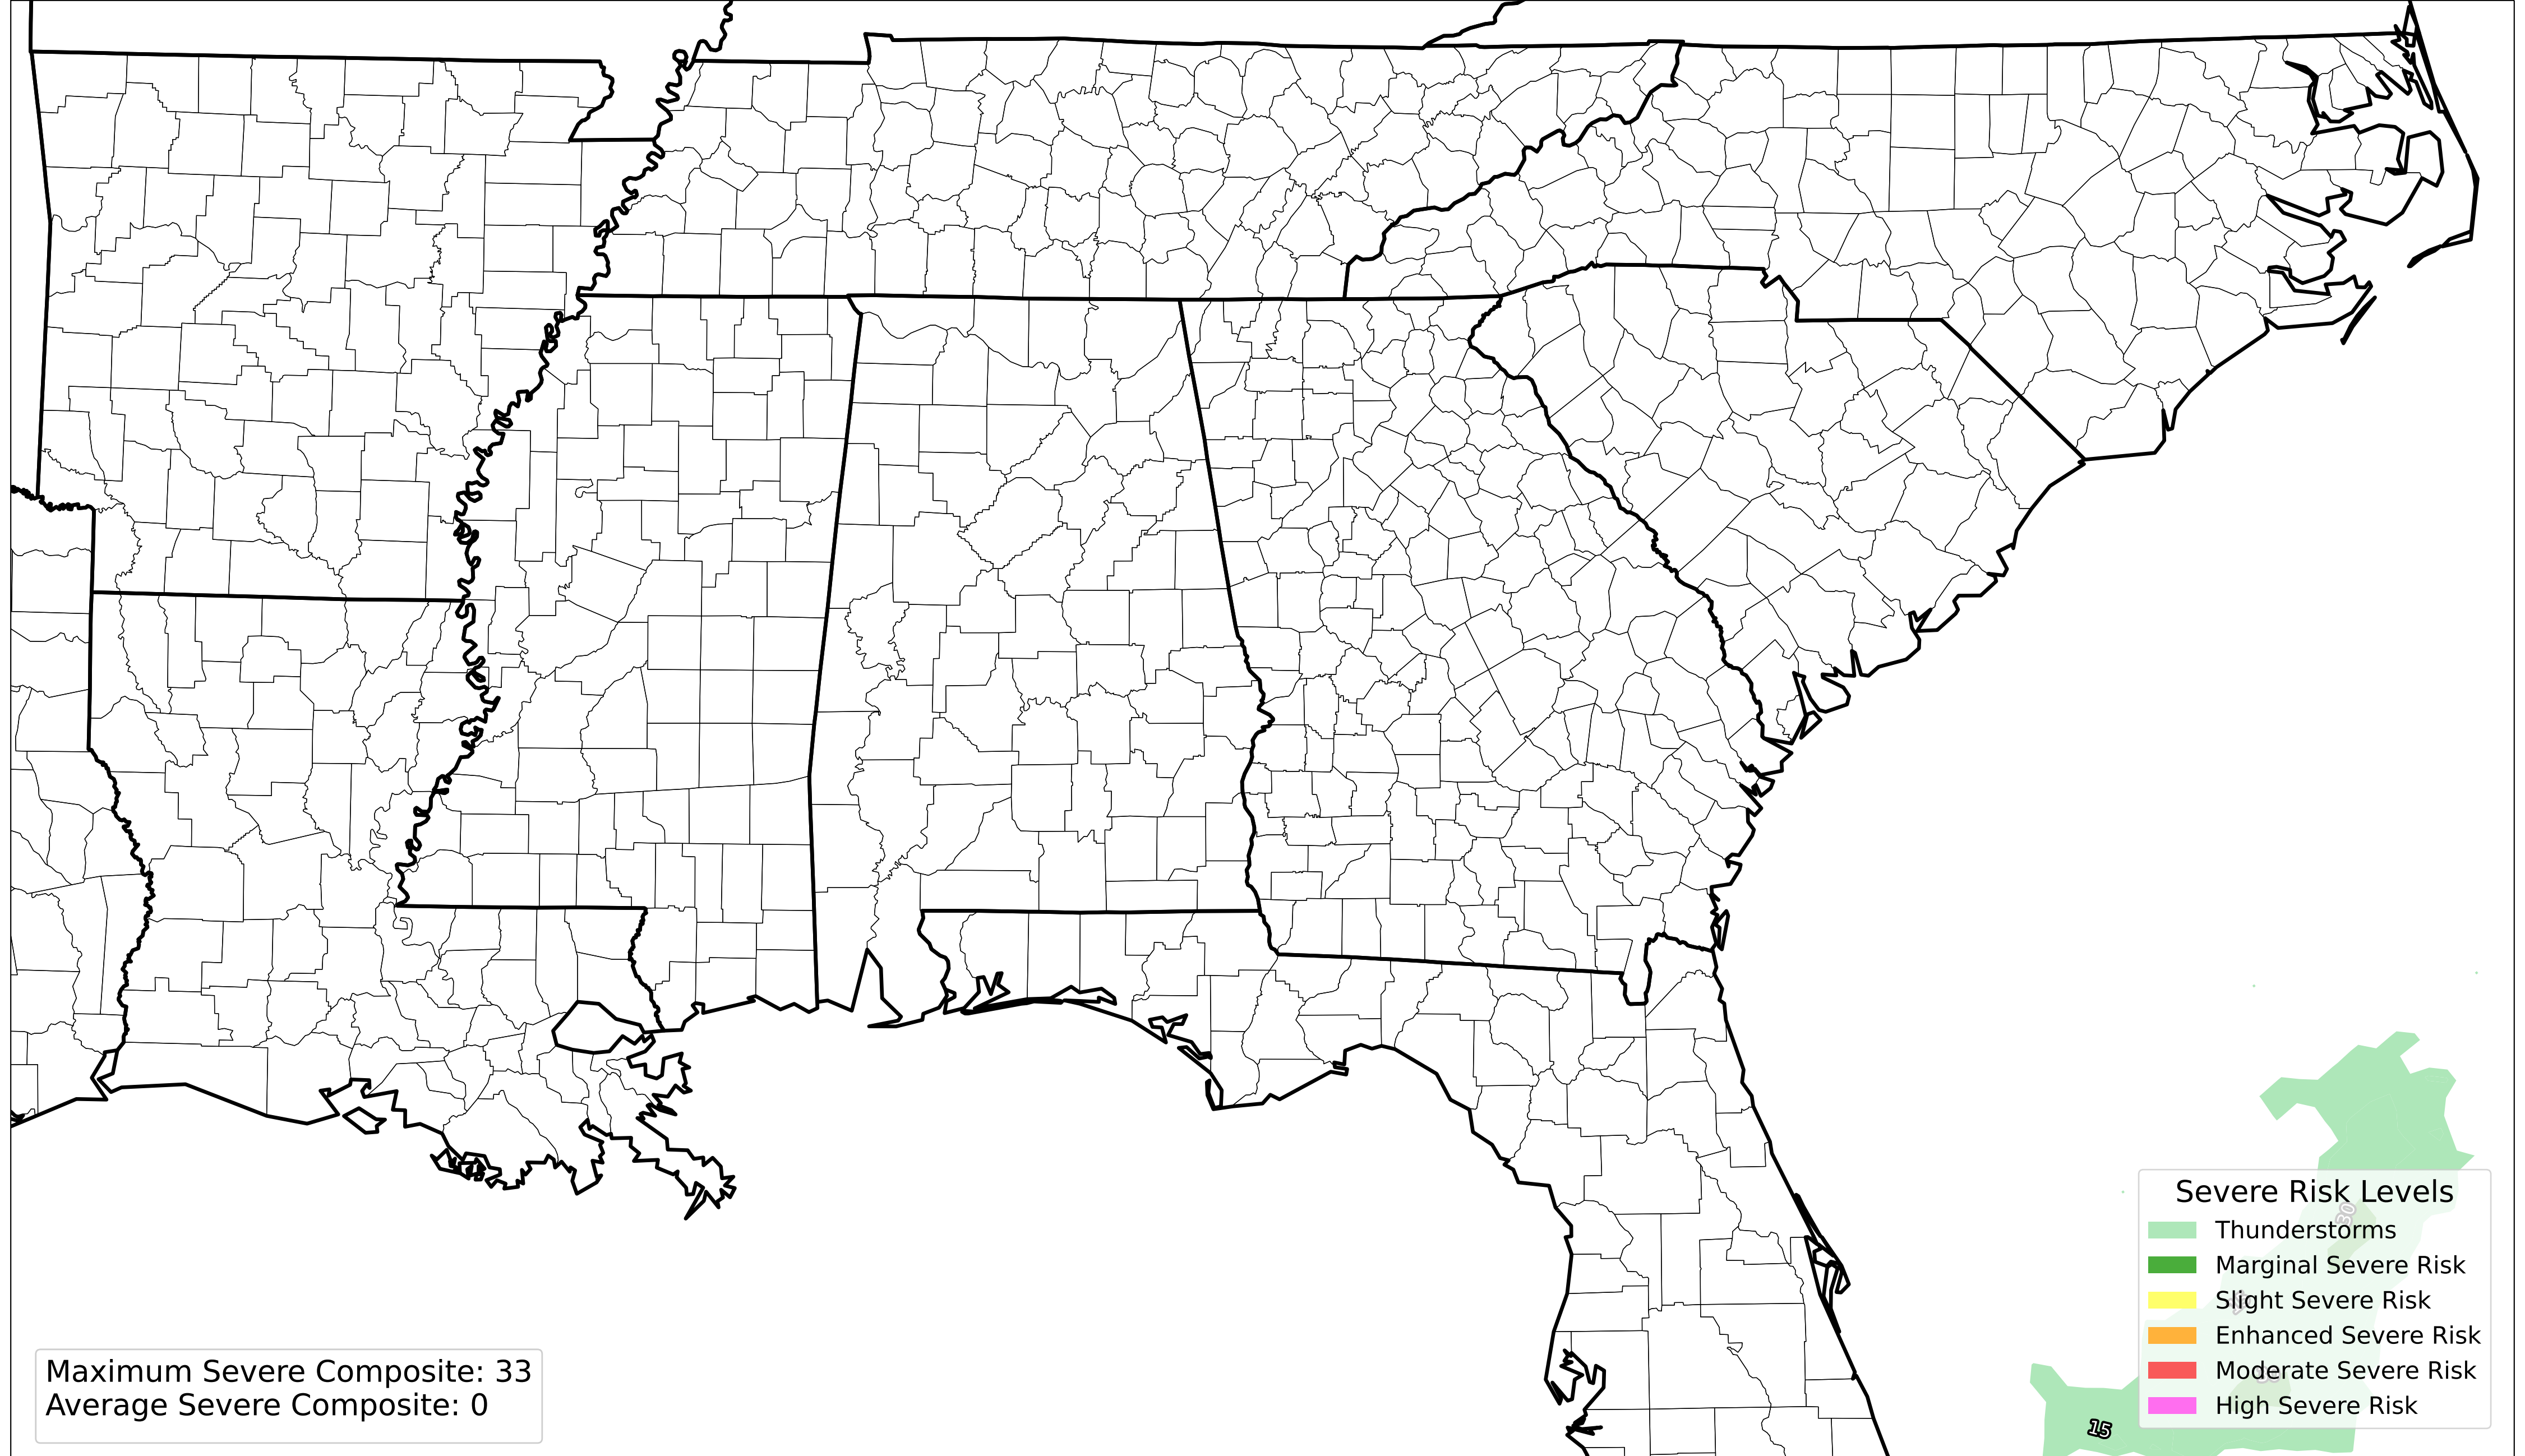 Severe Risk Levels
30
Thunderstorms
Marginal Severe Risk
Slight Severe Risk
Enhanced Severe Risk
Moderate Severe Risk
High Severe Risk
Maximum Severe Composite: 33
Average Severe Composite: 0
15